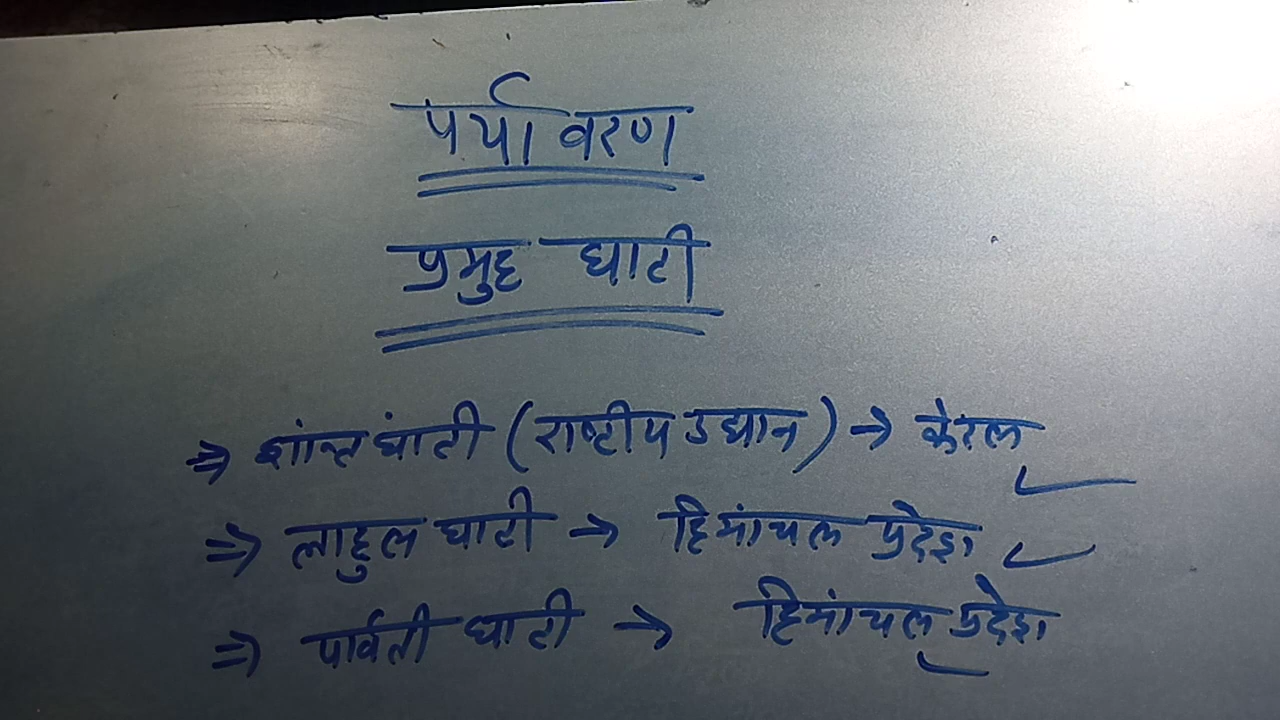 पर्यावरण
प्रमुह घाटी
⇒ शांन्त घांटी (राष्टीय उद्यान) → केरल
⇒ लाहुल घाटी → हिमांचल प्रदेश
⇒ पार्वती घाटी → हिमांचल प्रदेश